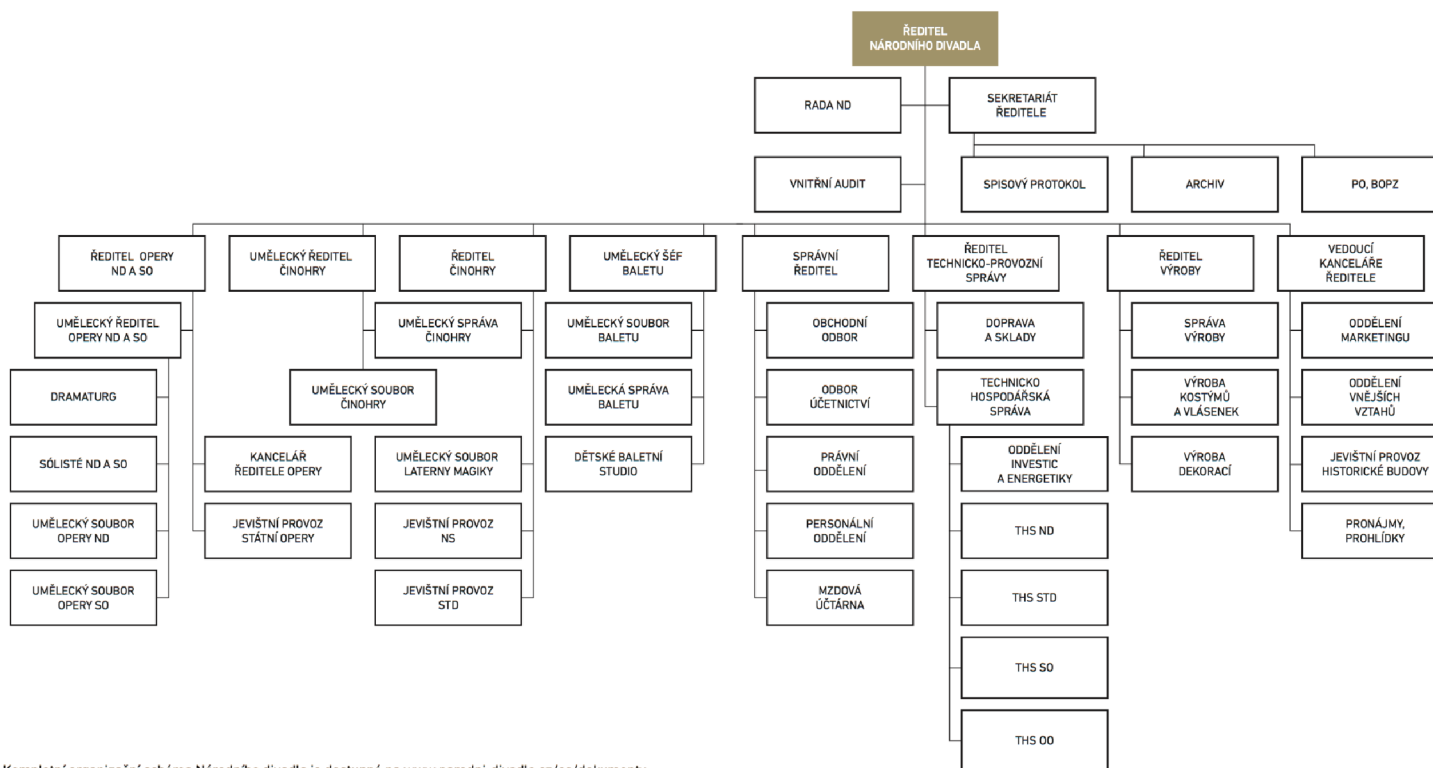 ŘEDITEL
NÁRODNÍHO DIVADLA
RADA ND
SEKRETARIÁT
ŘEDITELE
VNITŘNÍ AUDIT
SPISOVÝ PROTOKOL
ARCHIV
PO, BOPZ
ŘEDITEL OPERY
ND A SO
UMĚLECKÝ ŘEDITEL
ČINOHRY
ŘEDITEL
ČINOHRY
UMĚLECKÝ ŠÉF
BALETU
SPRÁVNÍ
ŘEDITEL
ŘEDITEL
TECHNICKO-PROVOZNÍ
SPRÁVY
ŘEDITEL
VÝROBY
VEDOUCÍ
KANCELÁŘE
ŘEDITELE
UMĚLECKÝ ŘEDITEL
OPERY ND A SO
UMĚLECKÝ SPRÁVA
ČINOHRY
UMĚLECKÝ SOUBOR
BALETU
OBCHODNÍ
ODBOR
DOPRAVA
A SKLADY
SPRÁVA
VÝROBY
ODDĚLENÍ
MARKETINGU
DRAMATURG
UMĚLECKÝ SOUBOR
ČINOHRY
UMĚLECKÁ SPRÁVA
BALETU
ODBOR
ÚČETNICTVÍ
TECHNICKO
HOSPODÁŘSKÁ
SPRÁVA
VÝROBA
KOSTÝMŮ
A VLÁSENEK
ODDĚLENÍ
VNĚJŠÍCH
VZTAHŮ
SÓLISTÉ ND A SO
KANCELÁŘ
ŘEDITELE OPERY
UMĚLECKÝ SOUBOR
LATERNY MAGIKY
DĚTSKÉ BALETNÍ
STUDIO
PRÁVNÍ
ODDĚLENÍ
ODDĚLENÍ
INVESTIC
A ENERGETIKY
VÝROBA
DEKORACÍ
JEVIŠTNÍ PROVOZ
HISTORICKÉ BUDOVY
UMĚLECKÝ SOUBOR
OPERY ND
JEVIŠTNÍ PROVOZ
STÁTNÍ OPERY
JEVIŠTNÍ PROVOZ
NS
PERSONÁLNÍ
ODDĚLENÍ
THS ND
PRONÁJMY,
PROHLÍDKY
UMĚLECKÝ SOUBOR
OPERY SO
JEVIŠTNÍ PROVOZ
STD
MZDOVÁ
ÚČTÁRNA
THS STD
THS SO
THS OO